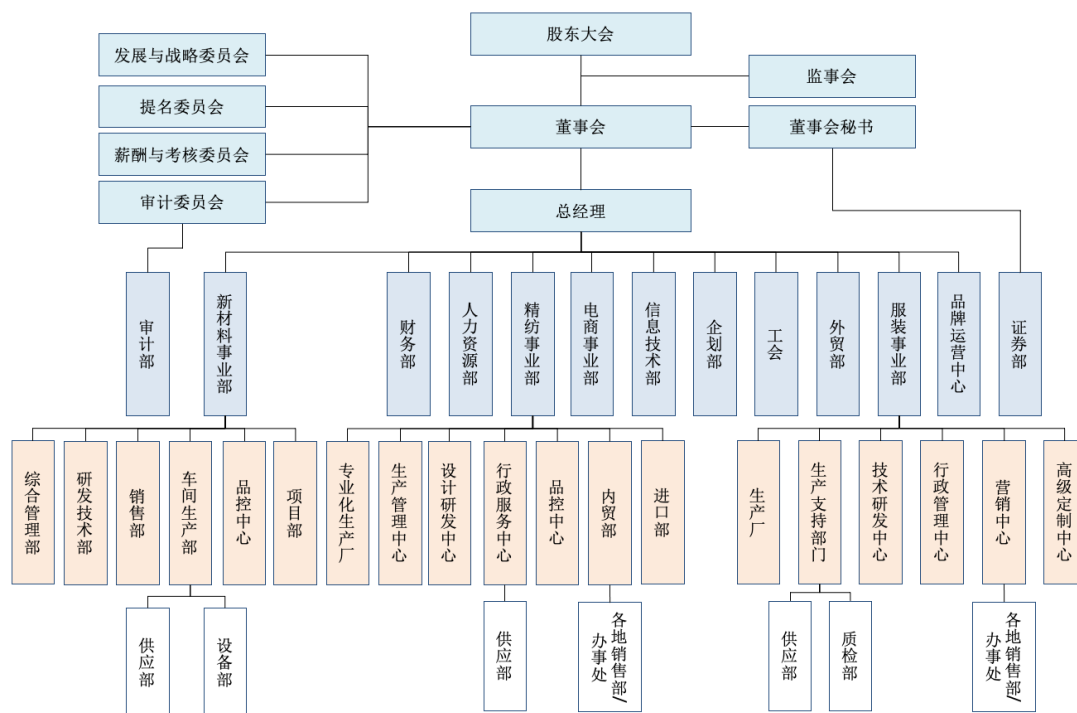 股东大会
发展与战略委员会
监事会
提名委员会
董事会
董事会秘书
薪酬与考核委员会
审计委员会
总经理
审计部
新材料事业部
财务部
人力资源部
精纺事业部
电商事业部
信息技术部
企划部
工会
外贸部
服装事业部
品牌运营中心
证券部
综合管理部
研发技术部
销售部
车间生产部
品控中心
项目部
专业化生产厂
生产管理中心
设计研发中心
行政服务中心
品控中心
内贸部
进口部
生产厂
生产支持部门
技术研发中心
行政管理中心
营销中心
高级定制中心
供应部
设备部
供应部
各地销售部/
办事处
供应部
质检部
各地销售部/
办事处